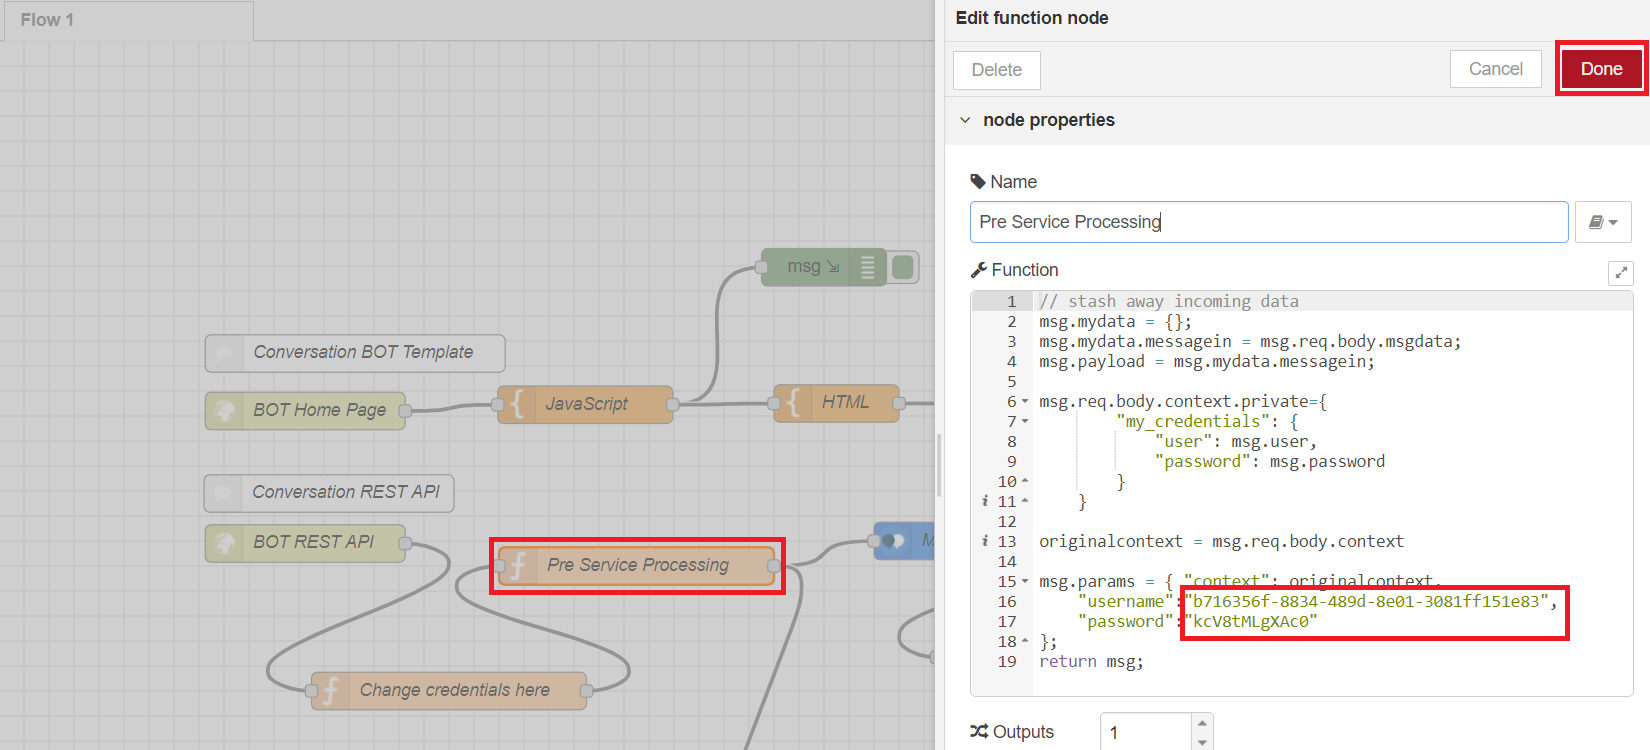 Flow 1
msg
Conversation BOT Template
BOT Home Page
JavaScript
HTML
Conversation REST API
BOT REST API
M
Pre Service Processing
Change credentials here
Edit function node
Delete
Cancel
Done
node properties
Name
Pre Service Processing
Function
1 // stash away incoming data
2 msg.mydata = {};
3 msg.mydata.messagein = msg.req.body.msgdata;
4 msg.payload = msg.mydata.messagein;
5
6 msg.req.body.context.private={
7 "my_credentials": {
8 "user": msg.user,
9 "password": msg.password
10 }
11 }
12
13 originalcontext = msg.req.body.context
14
15 msg.params = { "context": originalcontext,
16 "username":"b716356f-8834-489d-8e01-3081ff151e83",
17 "password":"kcV8tMLgXAc0"
18 };
19 return msg;
Outputs
1